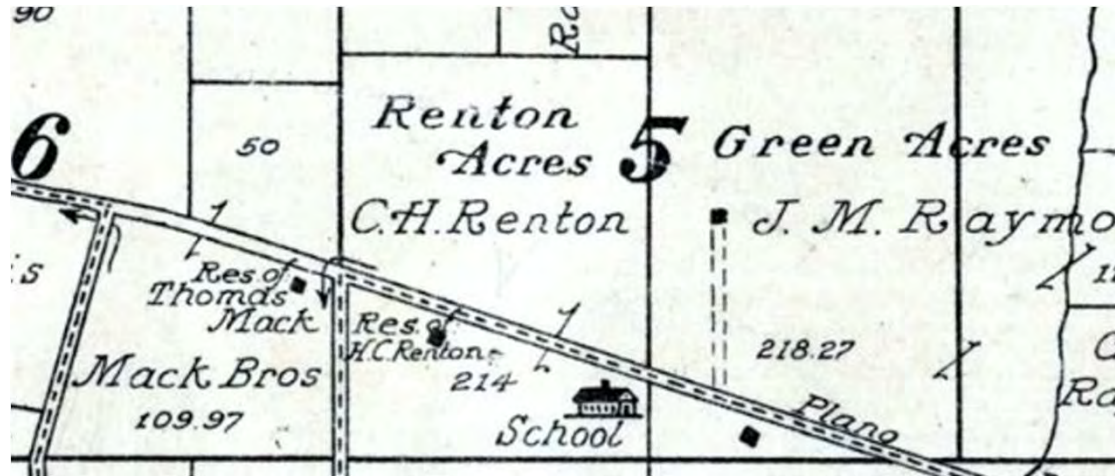 90
6
50
Renton
Acres
C.H.Renton
5
Green Acres
J. M. Raymo
Res. of
Thomas
Mack
Res. of
H.C.Renton
214
Mack Bros
109.97
School
218.27
Plano